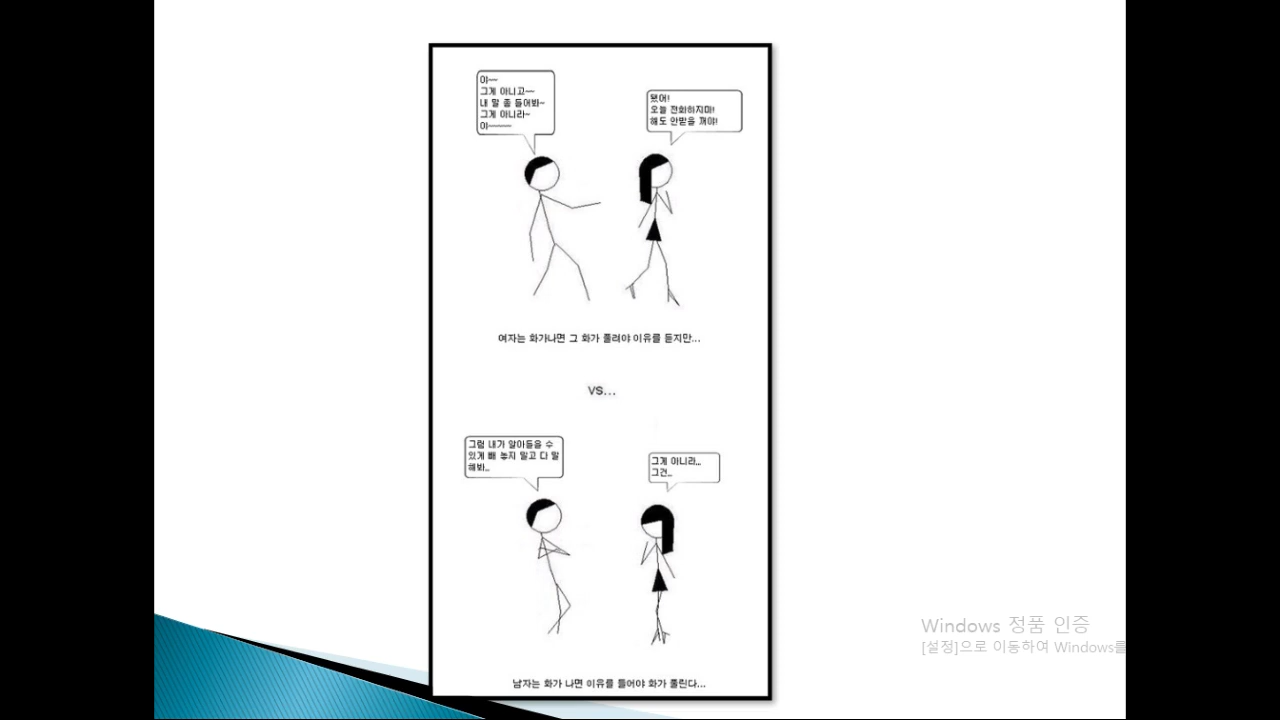 야~~
그게 아니고~~
내 말 좀 들어봐~
그게 아니라~
야~~~~
됐어!
오늘 전화하지마!
해도 안받을 꺼야!
여자는 화가나면 그 화가 풀려야 이유를 듣지만...
vs...
그럼 내가 알아들을 수
있게 빼 놓지 말고 다 말
해봐...
그게 아니라...
그건...
남자는 화가 나면 이유를 들어야 화가 풀린다...
Windows 정품 인증
[설정]으로 이동하여 Windows를